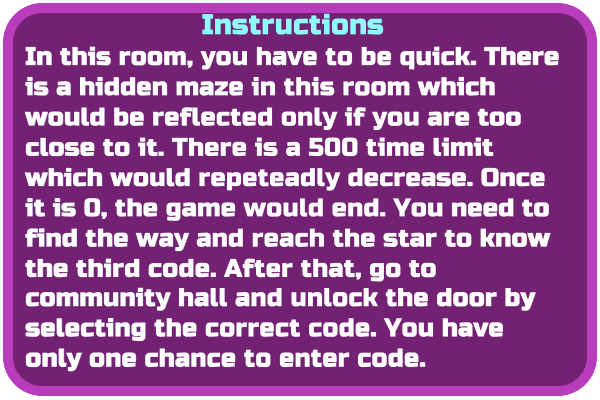 Instructions
In this room, you have to be quick. There
is a hidden maze in this room which
would be reflected only if you are too
close to it. There is a 500 time limit
which would repeteadly decrease. Once
it is 0, the game would end. You need to
find the way and reach the star to know
the third code. After that, go to
community hall and unlock the door by
selecting the correct code. You have
only one chance to enter code.